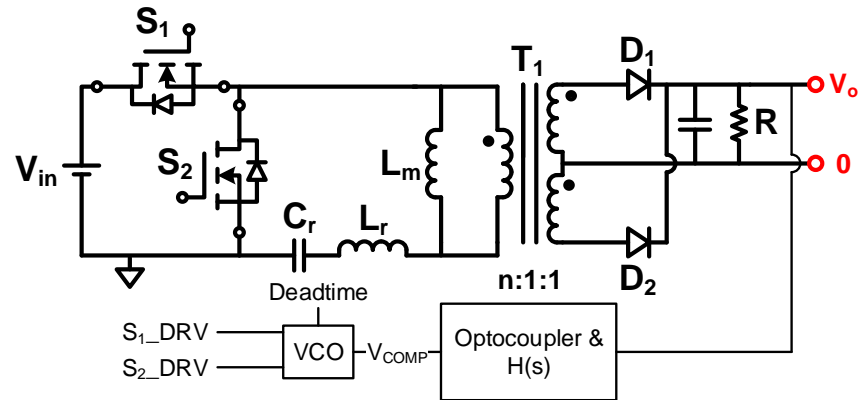 S1
T1
D1
Vo
Vin
S2
Lm
R
0
Cr
Lr
n:1:1
D2
Deadtime
S1_DRV
S2_DRV
VCO
VCOMP
Optocoupler &
H(s)